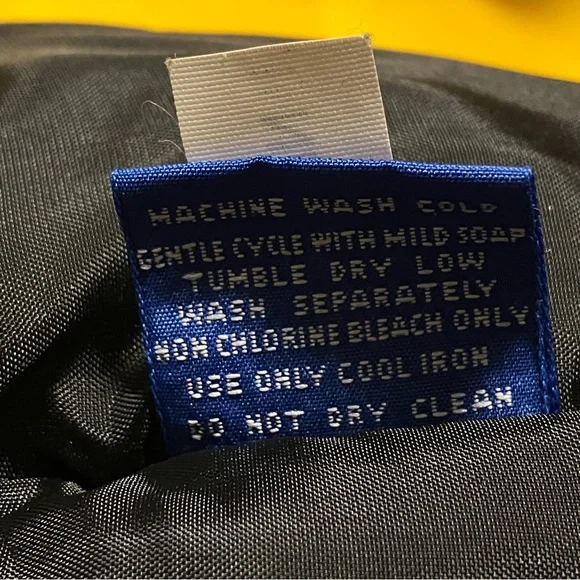 MACHINE WASH COLD
GENTLE CYCLE WITH MILD SOAP
TUMBLE DRY LOW
WASH SEPARATELY
NON CHLORINE BLEACH ONLY
USE ONLY COOL IRON
DO NOT DRY CLEAN